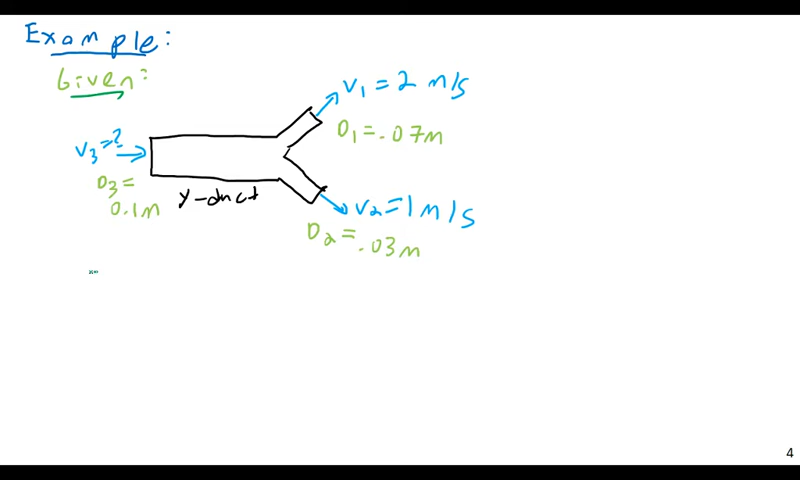 Example:
Given:
V1 = 2 m/s
D1 = .07m
V3 = ?
D3 =
0.1m
y-duct
V2 = 1 m/s
D2 = .03m
4